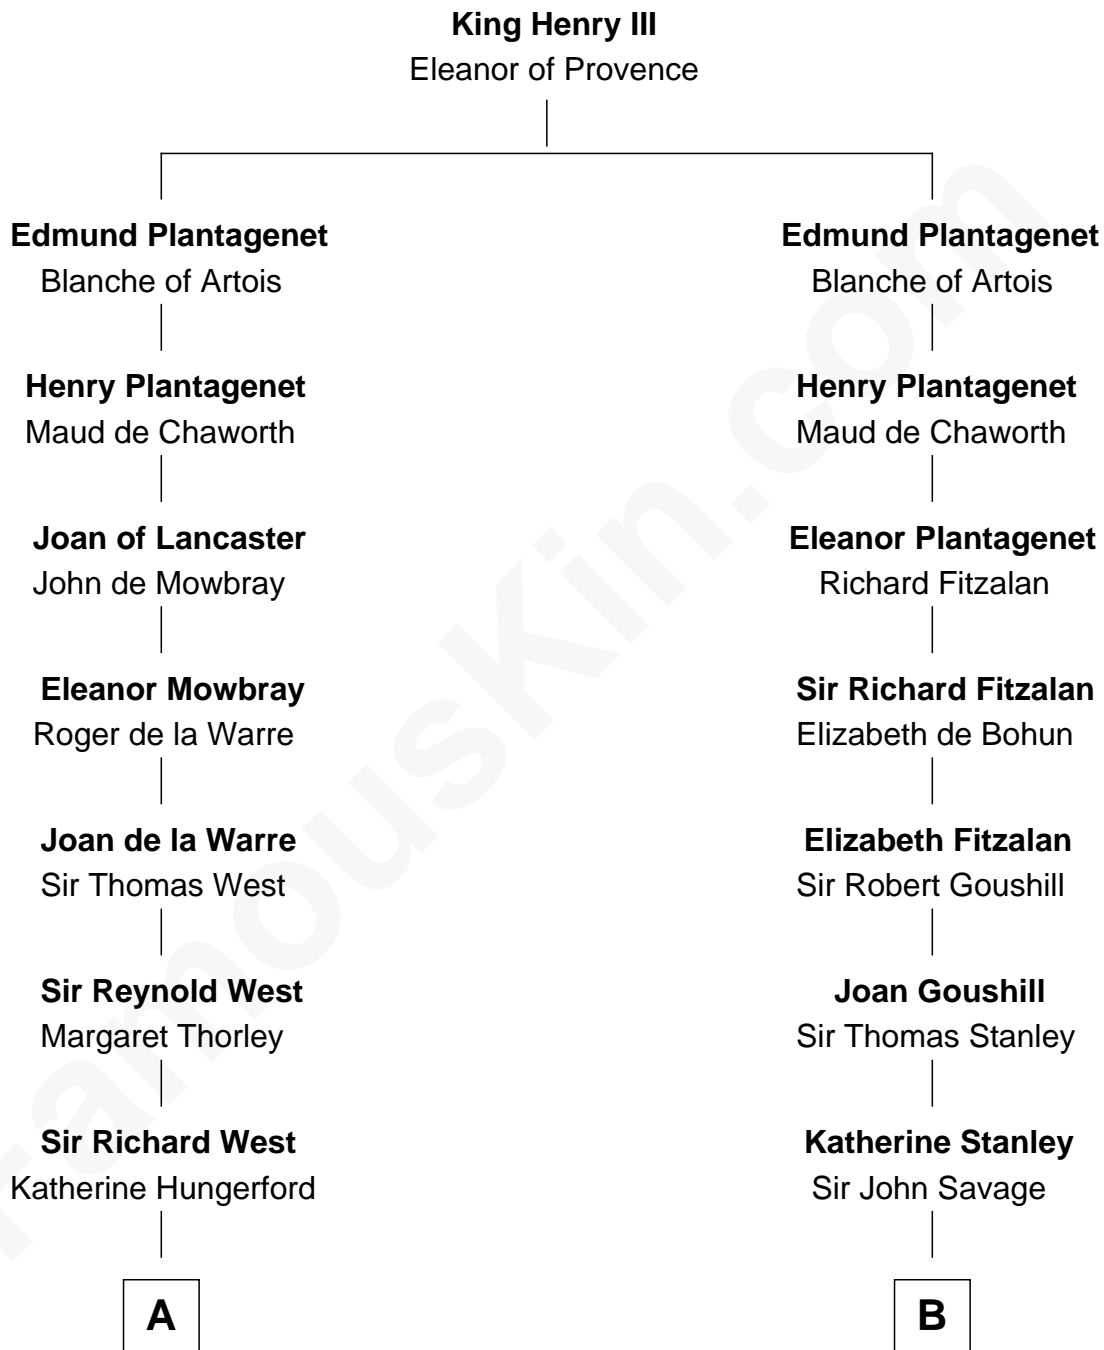 King Henry III
Eleanor of Provence
Edmund Plantagenet
Blanche of Artois
Henry Plantagenet
Maud de Chaworth
Joan of Lancaster
John de Mowbray
Eleanor Mowbray
Roger de la Warre
Joan de la Warre
Sir Thomas West
Sir Reynold West
Margaret Thorley
Sir Richard West
Katherine Hungerford
A
Edmund Plantagenet
Blanche of Artois
Henry Plantagenet
Maud de Chaworth
Eleanor Plantagenet
Richard Fitzalan
Sir Richard Fitzalan
Elizabeth de Bohun
Elizabeth Fitzalan
Sir Robert Goushill
Joan Goushill
Sir Thomas Stanley
Katherine Stanley
Sir John Savage
B
FamousKin.com